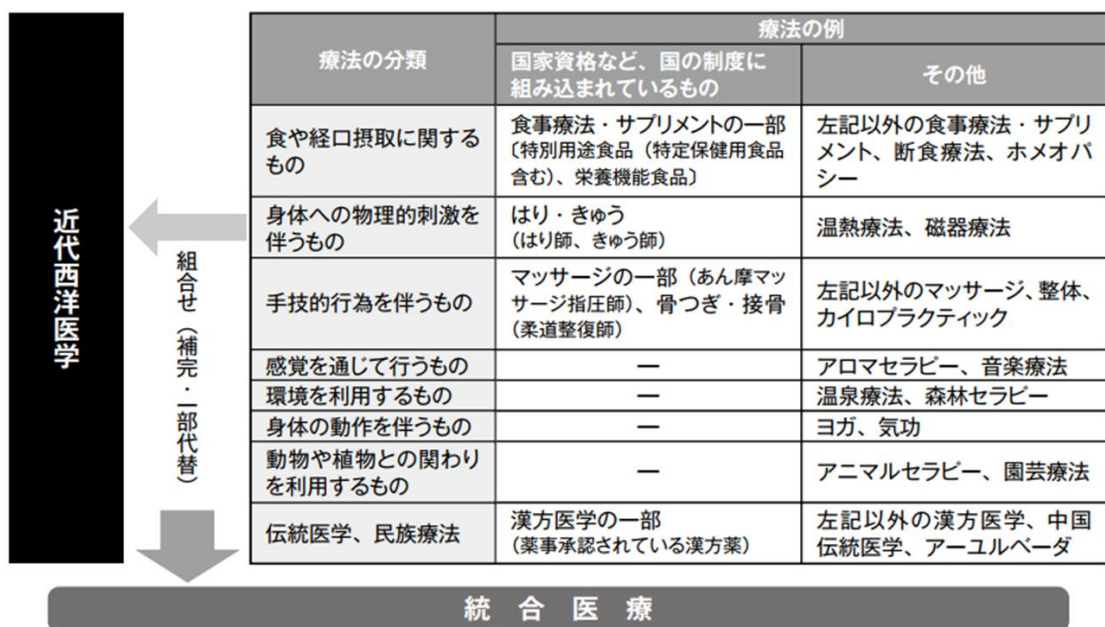 近代西洋医学
組合せ（補完・一部代替）
療法の分類
療法の例
国家資格など、国の制度に
組み込まれているもの
その他
食や経口摂取に関する
もの
食事療法・サプリメントの一部
〔特別用途食品（特定保健用食品
含む）、栄養機能食品〕
左記以外の食事療法・サプリ
メント、断食療法、ホメオパ
シー
身体への物理的刺激を
伴うもの
はり・きゅう
（はり師、きゅう師）
温熱療法、磁器療法
手技的行為を伴うもの
マッサージの一部（あん摩マッ
サージ指圧師）、骨つぎ・接骨
（柔道整復師）
左記以外のマッサージ、整体、
カイロプラクティック
感覚を通じて行うもの
ー
アロマセラピー、音楽療法
環境を利用するもの
ー
温泉療法、森林セラピー
身体の動作を伴うもの
ー
ヨガ、気功
動物や植物との関わり
を利用するもの
ー
アニマルセラピー、園芸療法
伝統医学、民族療法
漢方医学の一部
（薬事承認されている漢方薬）
左記以外の漢方医学、中国
伝統医学、アーユルベーダ
統合医療